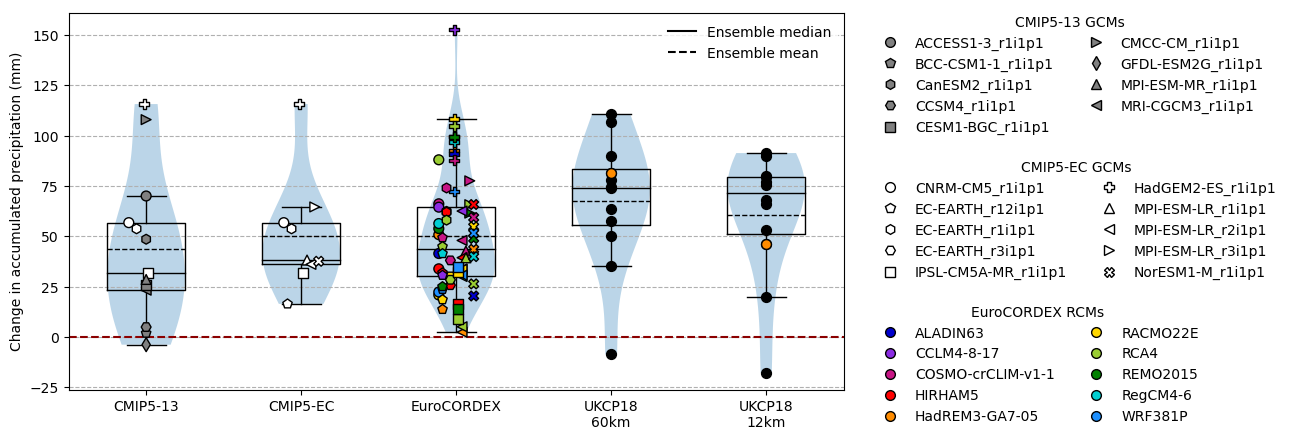 Change in accumulated precipitation (mm)
150
125
100
75
50
25
0
−25
CMIP5-13
CMIP5-EC
EuroCORDEX
UKCP18
60km
UKCP18
12km
Ensemble median
Ensemble mean
CMIP5-13 GCMs
ACCESS1-3_r1i1p1
BCC-CSM1-1_r1i1p1
CanESM2_r1i1p1
CCSM4_r1i1p1
CESM1-BGC_r1i1p1
CMCC-CM_r1i1p1
GFDL-ESM2G_r1i1p1
MPI-ESM-MR_r1i1p1
MRI-CGCM3_r1i1p1
CMIP5-EC GCMs
CNRM-CM5_r1i1p1
EC-EARTH_r12i1p1
EC-EARTH_r1i1p1
EC-EARTH_r3i1p1
IPSL-CM5A-MR_r1i1p1
HadGEM2-ES_r1i1p1
MPI-ESM-LR_r1i1p1
MPI-ESM-LR_r2i1p1
MPI-ESM-LR_r3i1p1
NorESM1-M_r1i1p1
EuroCORDEX RCMs
ALADIN63
CCLM4-8-17
COSMO-crCLIM-v1-1
HIRHAM5
HadREM3-GA7-05
RACMO22E
RCA4
REMO2015
RegCM4-6
WRF381P